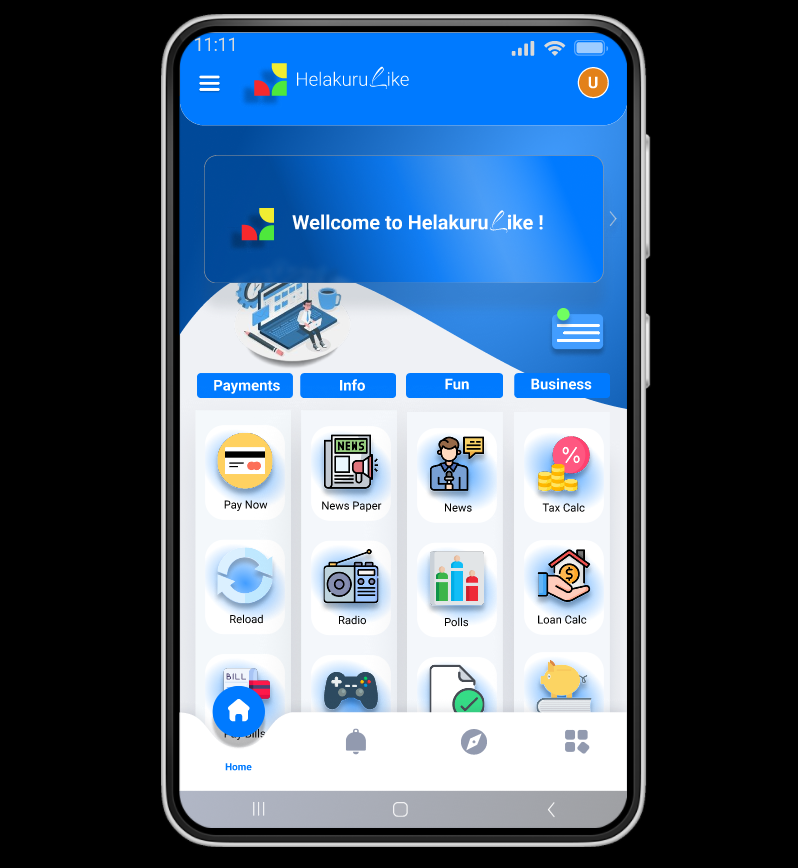 11:11
HelakuruLike
U
Wellcome to HelakuruLike !
Payments Info Fun Business
NEWS
%
Pay Now News Paper News Tax Calc
$
Reload Radio Polls Loan Calc
BILL
Pay Bills
Home